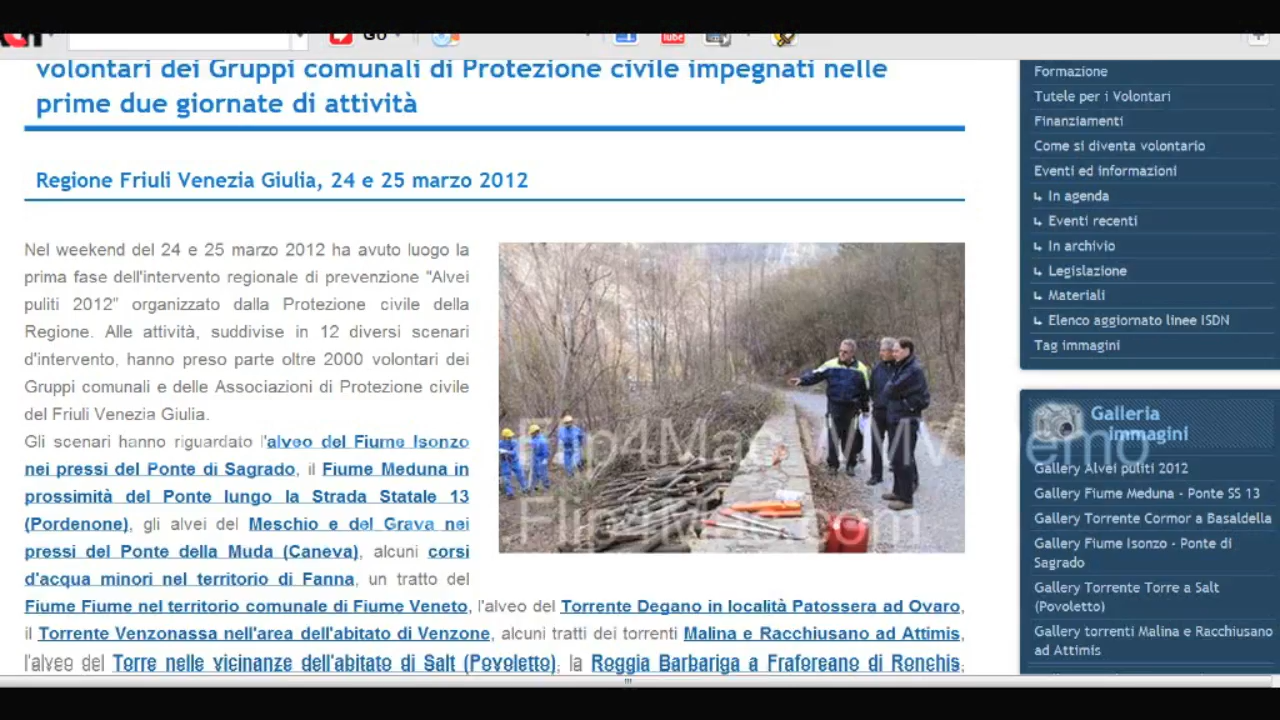 GO
Tube
volontari dei Gruppi comunali di Protezione civile impegnati nelle
prime due giornate di attività
Regione Friuli Venezia Giulia, 24 e 25 marzo 2012
Nel weekend del 24 e 25 marzo 2012 ha avuto luogo la
prima fase dell'intervento regionale di prevenzione "Alvei
puliti 2012" organizzato dalla Protezione civile della
Regione. Alle attività, suddivise in 12 diversi scenari
d'intervento, hanno preso parte oltre 2000 volontari dei
Gruppi comunali e delle Associazioni di Protezione civile
del Friuli Venezia Giulia.
Gli scenari hanno riguardato l'alveo del Fiume Isonzo
nei pressi del Ponte di Sagrado, il Fiume Meduna in
prossimità del Ponte lungo la Strada Statale 13
(Pordenone), gli alvei del Meschio e del Grava nei
pressi del Ponte della Muda (Caneva), alcuni corsi
d'acqua minori nel territorio di Fanna, un tratto del
Fiume Fiume nel territorio comunale di Fiume Veneto, l'alveo del Torrente Degano in località Patossera ad Ovaro,
il Torrente Venzonassa nell'area dell'abitato di Venzone, alcuni tratti dei torrenti Malina e Racchiusano ad Attimis,
l'alveo del Torre nelle vicinanze dell'abitato di Salt (Povoletto), la Roggia Barbariga a Fraforeano di Ronchis,
Flip4Mac WMV Demo
Flip4Mac.com
Formazione
Tutele per i Volontari
Finanziamenti
Come si diventa volontario
Eventi ed informazioni
↳ In agenda
↳ Eventi recenti
↳ In archivio
↳ Legislazione
↳ Materiali
↳ Elenco aggiornato linee ISDN
Tag immagini
Galleria
immagini
Gallery Alvei puliti 2012
Gallery Fiume Meduna - Ponte SS 13
Gallery Torrente Cormor a Basaldella
Gallery Fiume Isonzo - Ponte di
Sagrado
Gallery Torrente Torre a Salt
(Povoletto)
Gallery torrenti Malina e Racchiusano
ad Attimis